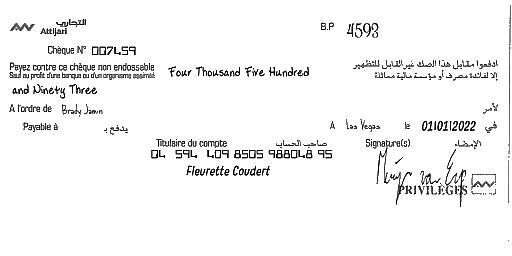 التجاري
Attijari
B.P 4593
Chèque N° 007459
Payez contre ce chèque non endossable
Sauf au profit d'une banque ou d'un organisme assimilé
Four Thousand Five Hundred
ادفعوا مقابل هذا الصك غير القابل للتظهير
إلا لفائدة مصرف أو مؤسسة مالية مماثلة
and Ninety Three
A l'ordre de Brady Jamin
لأمر
Payable à يدفع بـ
A Las Vegas le 01/01/2022 في
Titulaire du compte صاحب الحساب
Signature(s) الإمضاء
04 594 409 8505 988048 95
Fleurette Coudert
PRIVILEGES